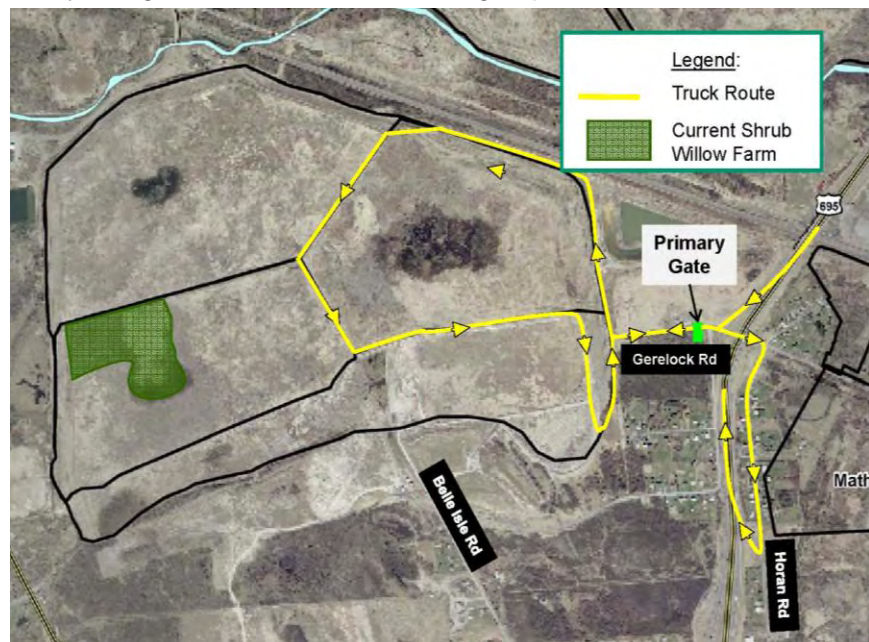 Legend:
Truck Route
Current Shrub
Willow Farm
695
Primary
Gate
Gerelock Rd
Belle Isle Rd
Horan Rd
Math